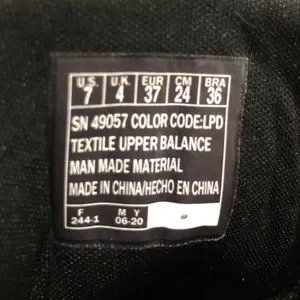 U.S. U.K. EUR CM BRA
7 4 37 24 36
SN 49057 COLOR CODE:LPD
TEXTILE UPPER BALANCE
MAN MADE MATERIAL
MADE IN CHINA/HECHO EN CHINA
F M Y
244-1 06-20